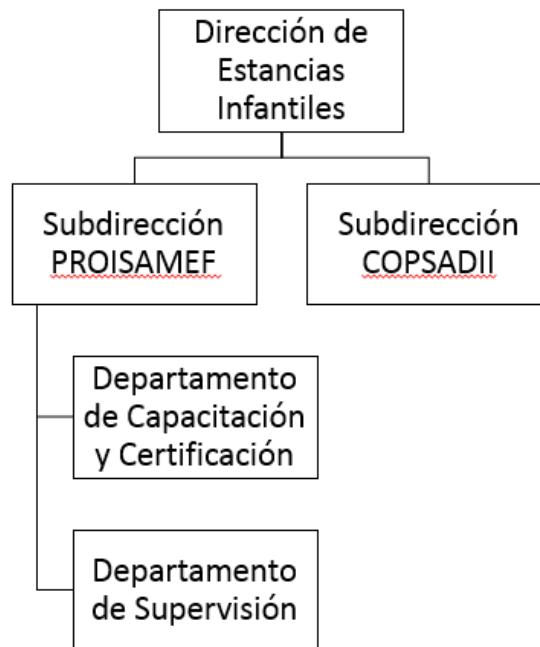 Dirección de
Estancias
Infantiles
Subdirección
PROISAMEF
Subdirección
COPSADII
Departamento
de Capacitación
y Certificación
Departamento
de Supervisión